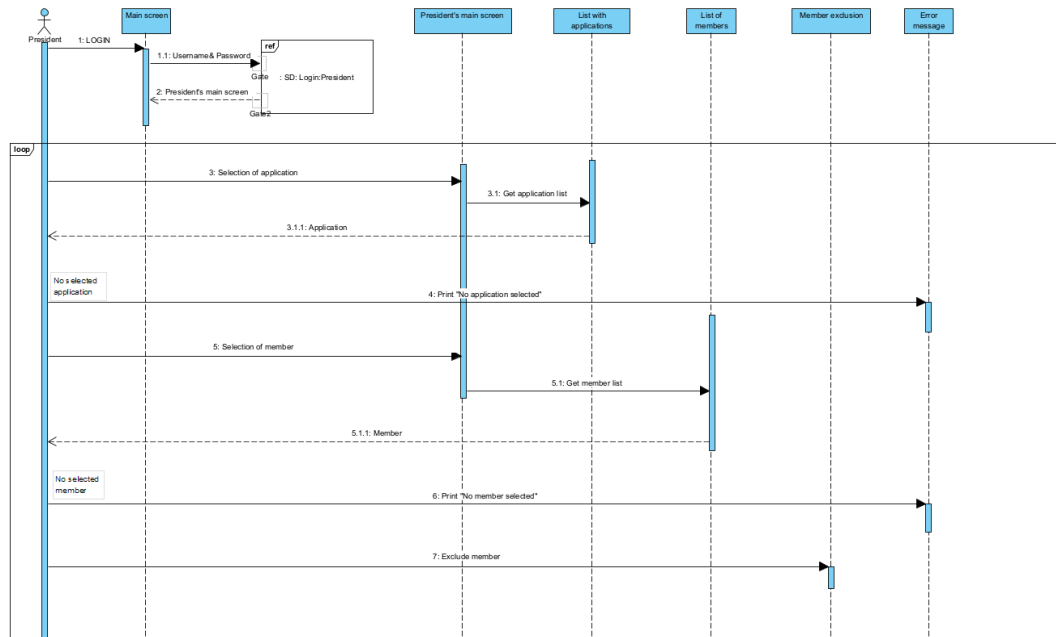 Main screen
President's main screen
List with
applications
List of
members
Member exclusion
Error
message
President
1: LOGIN
ref
1.1: Username& Password
Gate
: SD: Login:President
2: President's main screen
Gate2
loop
3: Selection of application
3.1: Get application list
3.1.1: Application
No selected
application
4: Print "No application selected"
5: Selection of member
5.1: Get member list
5.1.1: Member
No selected
member
6: Print "No member selected"
7: Exclude member